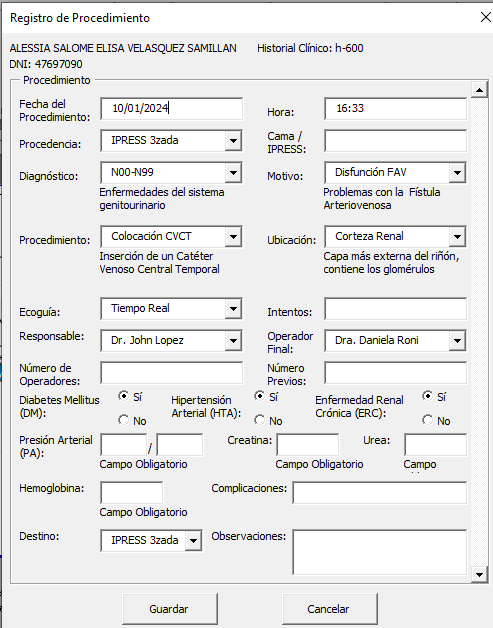 Registro de Procedimiento
ALESSIA SALOME ELISA VELASQUEZ SAMILLAN Historial Clínico: h-600
DNI: 47697090
Procedimiento
Fecha del Procedimiento: 10/01/2024 Hora: 16:33
Procedencia: IPRESS 3zada Cama / IPRESS:
Diagnóstico: N00-N99 Motivo: Disfunción FAV
Enfermedades del sistema genitourinario Problemas con la Fístula Arteriovenosa
Procedimiento: Colocación CVCT Ubicación: Corteza Renal
Inserción de un Catéter Venoso Central Temporal Capa más externa del riñón, contiene los glomérulos
Ecoguía: Tiempo Real Intentos:
Responsable: Dr. John Lopez Operador Final: Dra. Daniela Roni
Número de Operadores: Número Previos:
Diabetes Mellitus (DM): Sí No Hipertensión Arterial (HTA): Sí No Enfermedad Renal Crónica (ERC): Sí No
Presión Arterial (PA): / Creatina: Urea:
Campo Obligatorio Campo Obligatorio Campo
Hemoglobina: Complicaciones:
Campo Obligatorio
Destino: IPRESS 3zada Observaciones:
Guardar Cancelar